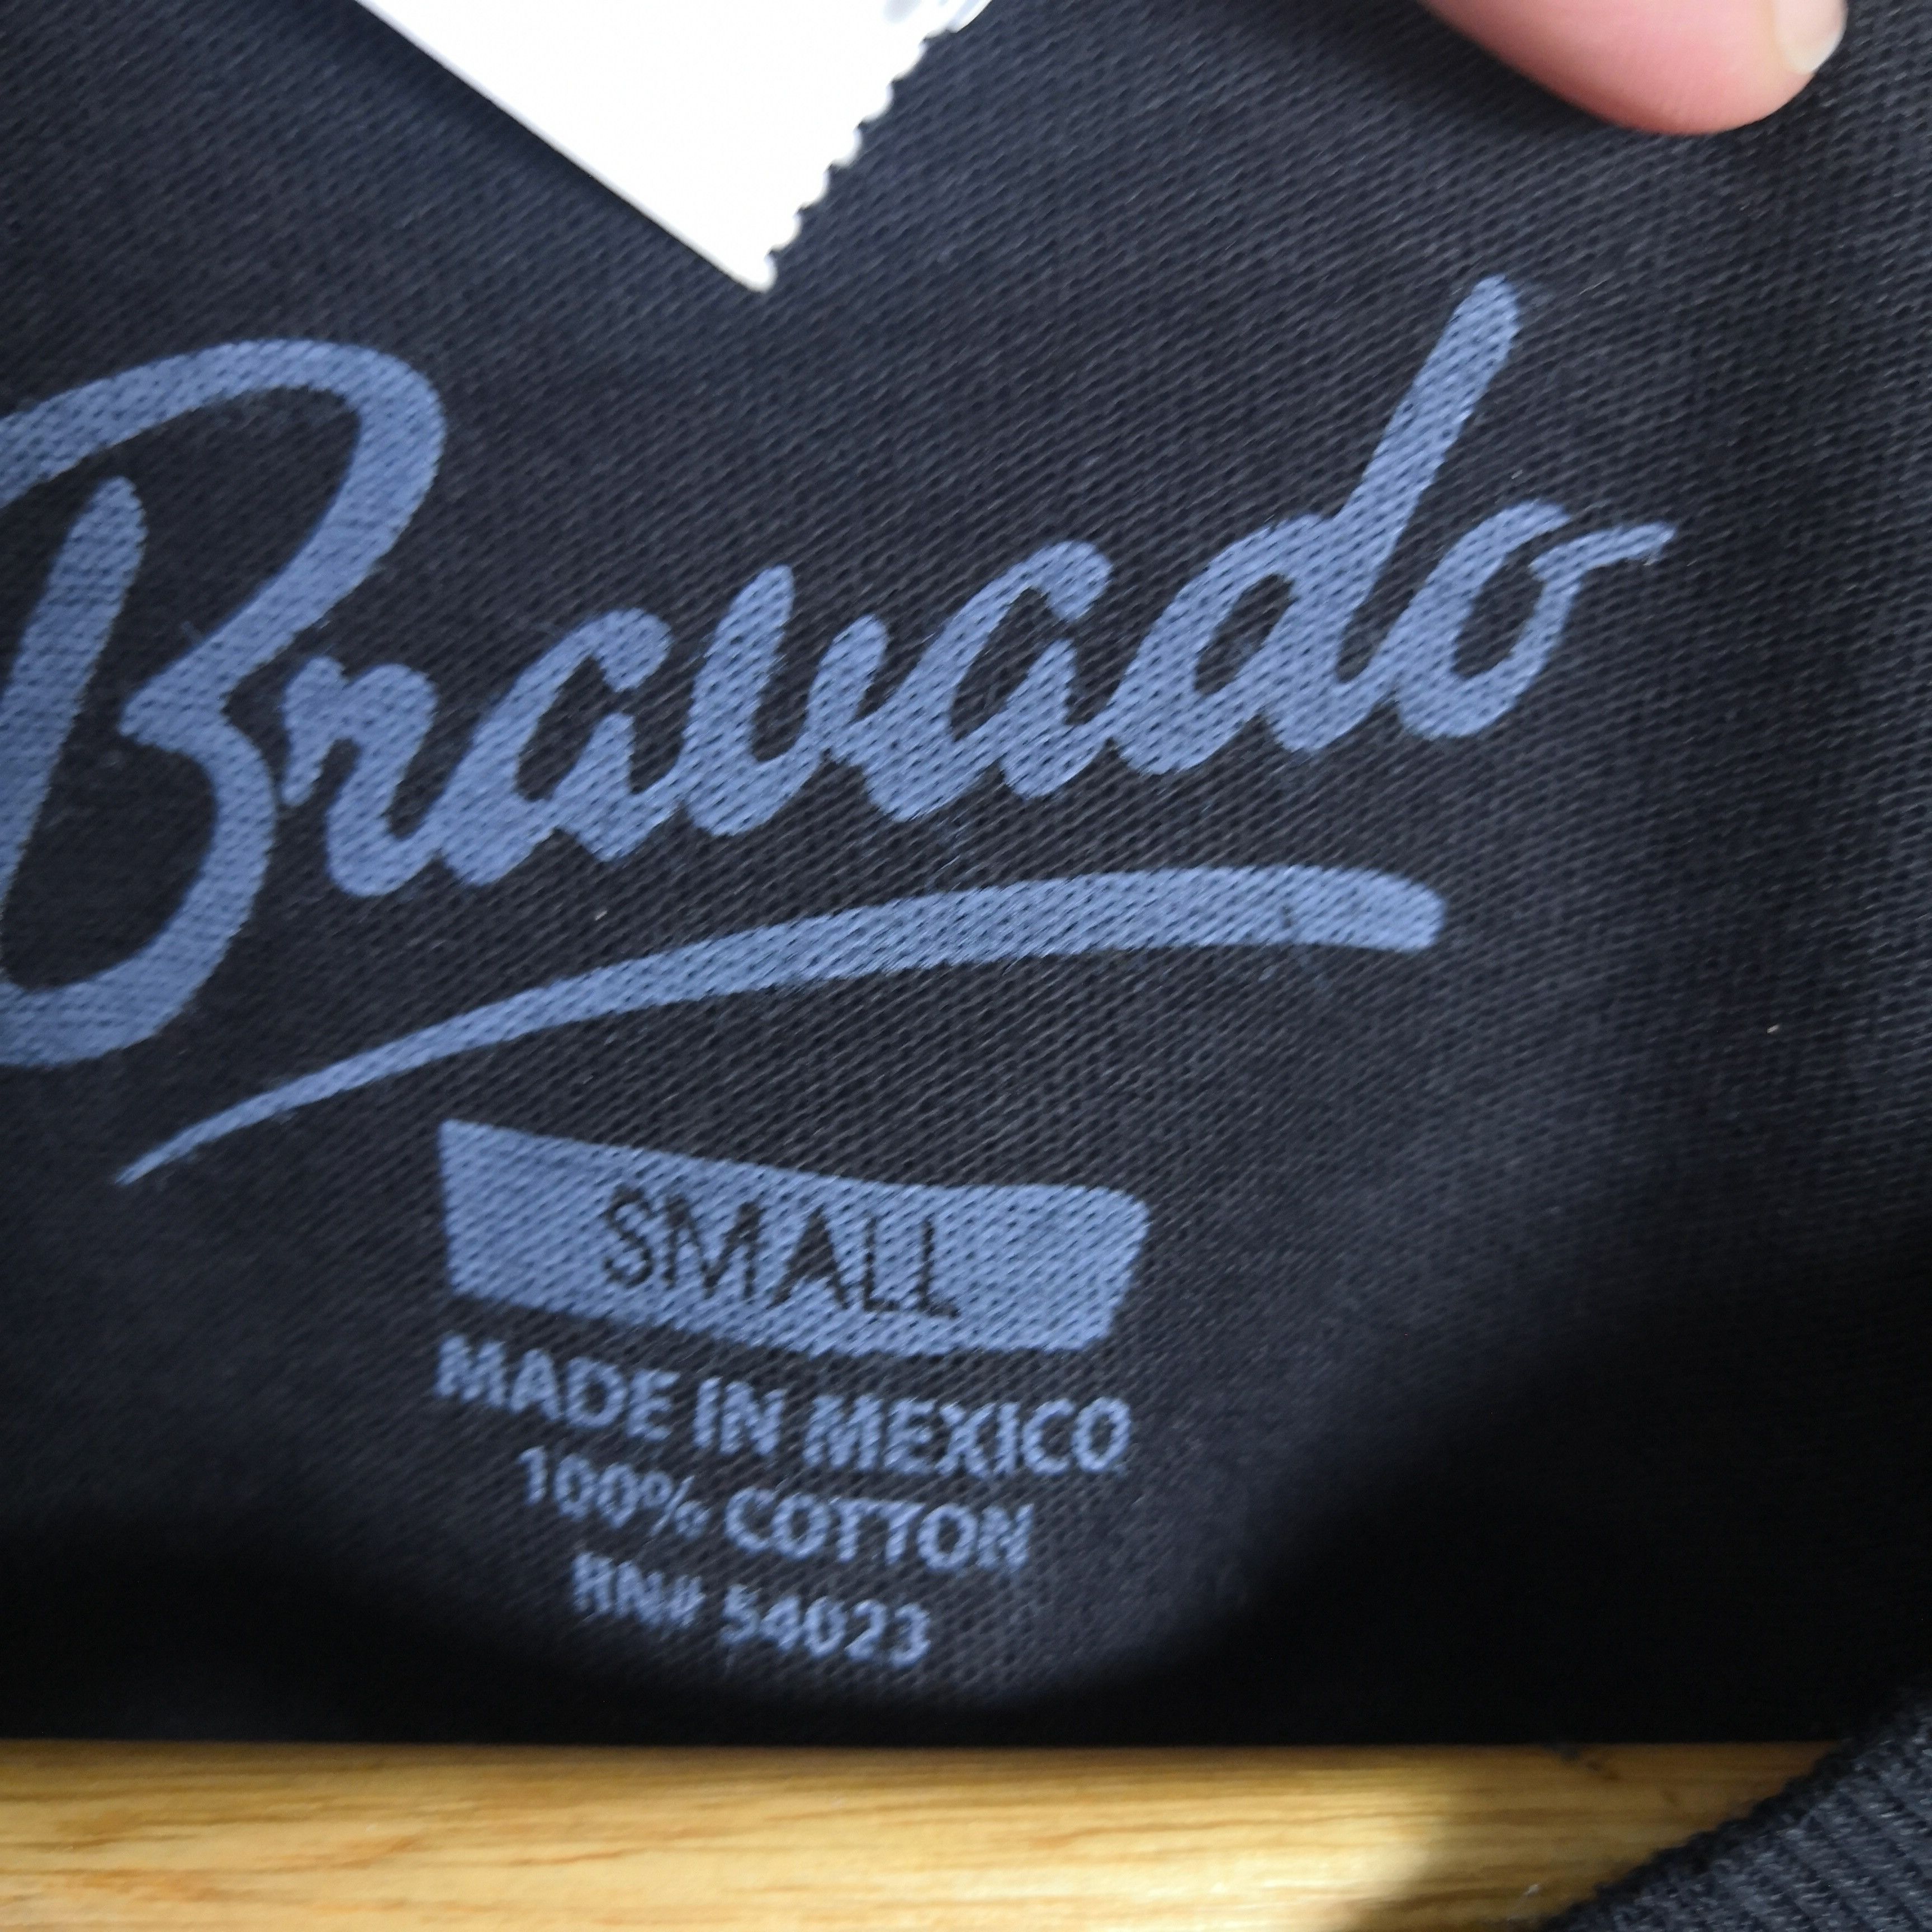 Bravado
SMALL
MADE IN MEXICO
100% COTTON
RN# 54023